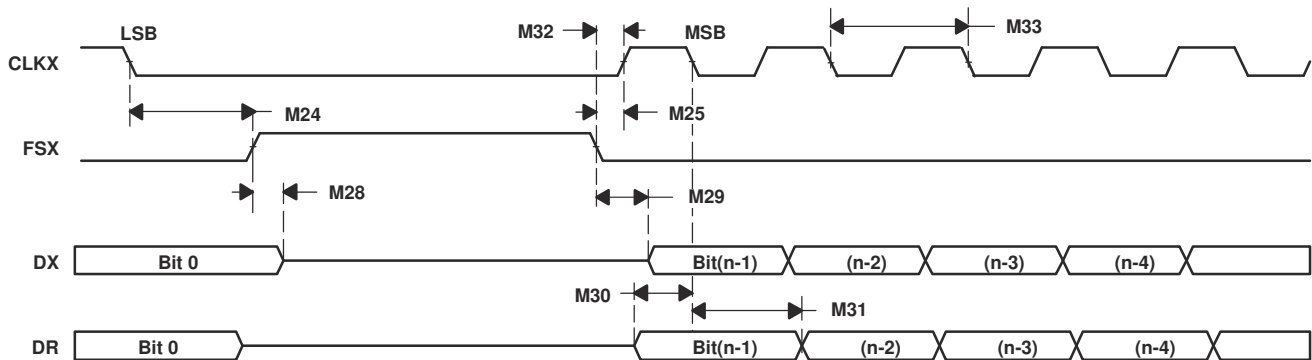 LSB M32 MSB M33
CLKX
M24 M25
FSX
M28 M29
DX Bit 0 Bit(n-1) (n-2) (n-3) (n-4)
M30 M31
DR Bit 0 Bit(n-1) (n-2) (n-3) (n-4)